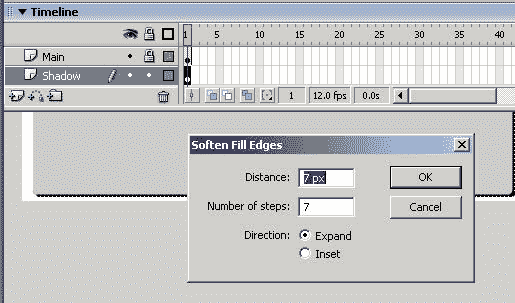 Timeline
1 5 10 15 20 25 30 35 40
Main
Shadow
1 12.0 fps 0.0s
Soften Fill Edges
Distance: 7 px OK
Number of steps: 7 Cancel
Direction: Expand
Inset